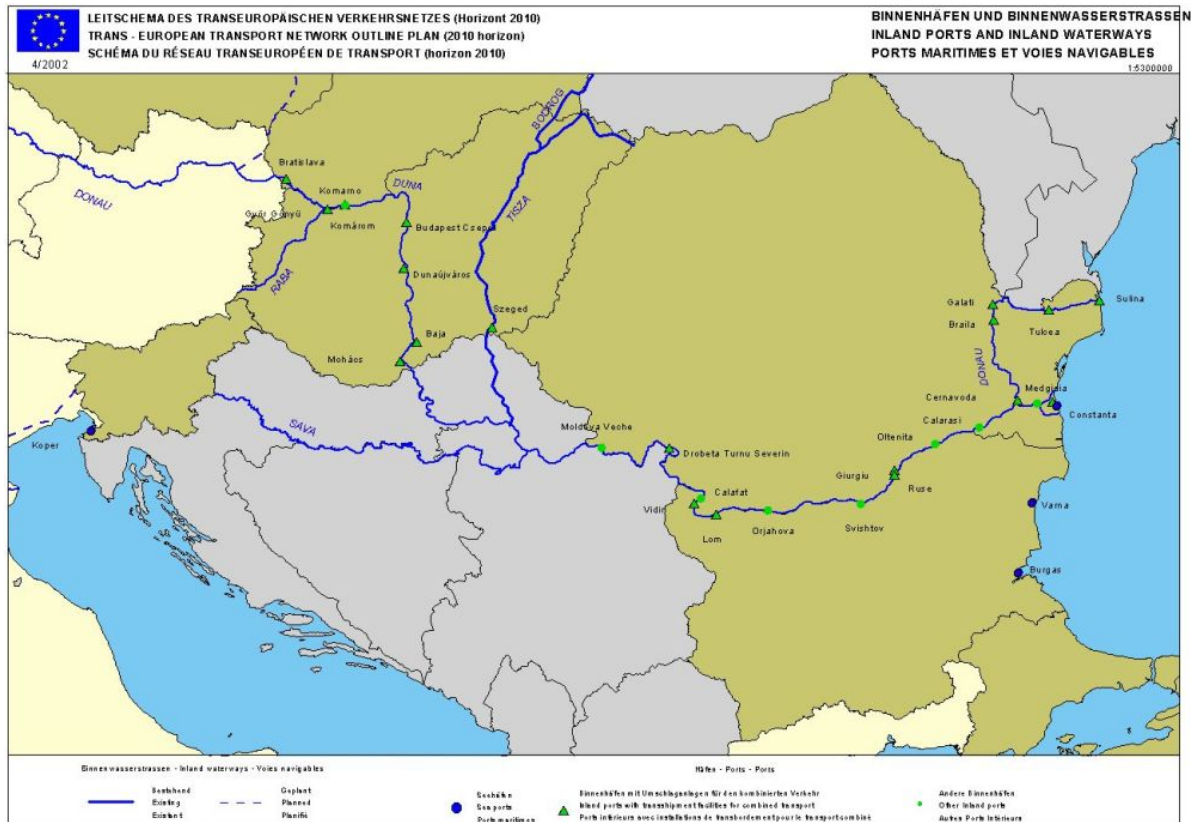 LEITSCHEMA DES TRANSEUROPÄISCHEN VERKEHRSNETZES (Horizont 2010)
TRANS - EUROPEAN TRANSPORT NETWORK OUTLINE PLAN (2010 horizon)
SCHÉMA DU RÉSEAU TRANSEUROPÉEN DE TRANSPORT (horizon 2010)
4/2002
BINNENHÄFEN UND BINNENWASSERSTRASSEN
INLAND PORTS AND INLAND WATERWAYS
PORTS MARITIMES ET VOIES NAVIGABLES
1:5300000
BODROG
Bratislava
DONAU
Komarno
DUNA
TISZA
Győr Gönyü
Komárom
Budapest Csepel
RABA
Dunaújváros
Szeged
Galati
Sulina
Braila
Tulcea
Baja
Mohács
DONAU
Medgidia
Cernavoda
Constanta
SAVA
Calarasi
Moldova Veche
Koper
Oltenita
Drobeta Turnu Severin
Giurgiu
Ruse
Calafat
Vidin
Varna
Lom
Orjahova
Svishtov
Burgas
Binnenwasserstrassen - Inland waterways - Voies navigables
Häfen - Ports - Ports
Bestehend
Existing
Existant
Geplant
Planned
Planifié
Seehäfen
Sea ports
Ports maritimes
Binnenhäfen mit Umschlaganlagen für den kombinierten Verkehr
Inland ports with transshipment facilities for combined transport
Ports intérieurs avec installations de transbordement pour le transport combiné
Andere Binnenhäfen
Other Inland ports
Autres Ports Intérieurs